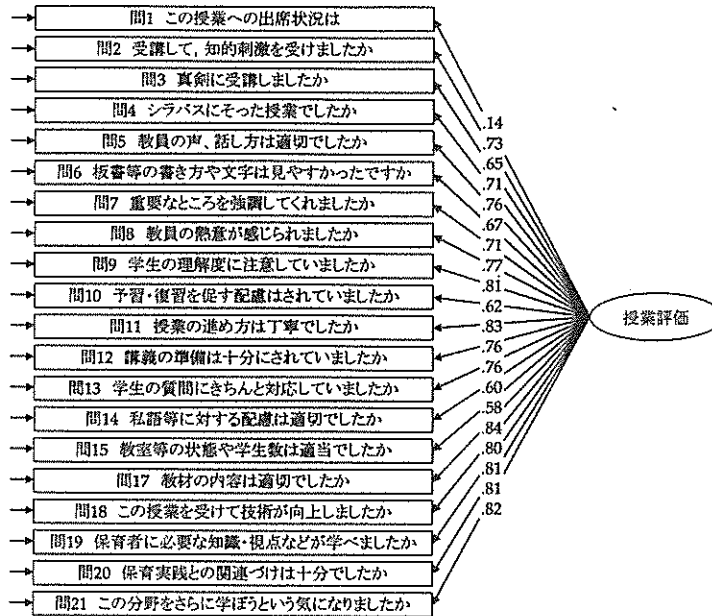 問1 この授業への出席状況は
問2 受講して, 知的刺激を受けましたか
問3 真剣に受講しましたか
問4 シラバスにそった授業でしたか
問5 教員の声、話し方は適切でしたか
問6 板書等の書き方や文字は見やすかったですか
問7 重要なところを強調してくれましたか
問8 教員の熱意が感じられましたか
問9 学生の理解度に注意していましたか
問10 予習・復習を促す配慮はされていましたか
問11 授業の進め方は丁寧でしたか
問12 講義の準備は十分にされていましたか
問13 学生の質問にきちんと対応していましたか
問14 私語等に対する配慮は適切でしたか
問15 教室等の状態や学生数は適当でしたか
問17 教材の内容は適切でしたか
問18 この授業を受けて技術が向上しましたか
問19 保育者に必要な知識・視点などが学べましたか
問20 保育実践との関連づけは十分でしたか
問21 この分野をさらに学ぼうという気になりましたか
.14
.73
.65
.71
.76
.67
.71
.77
.81
.62
.83
.76
.76
.60
.58
.84
.80
.81
.81
.82
授業評価